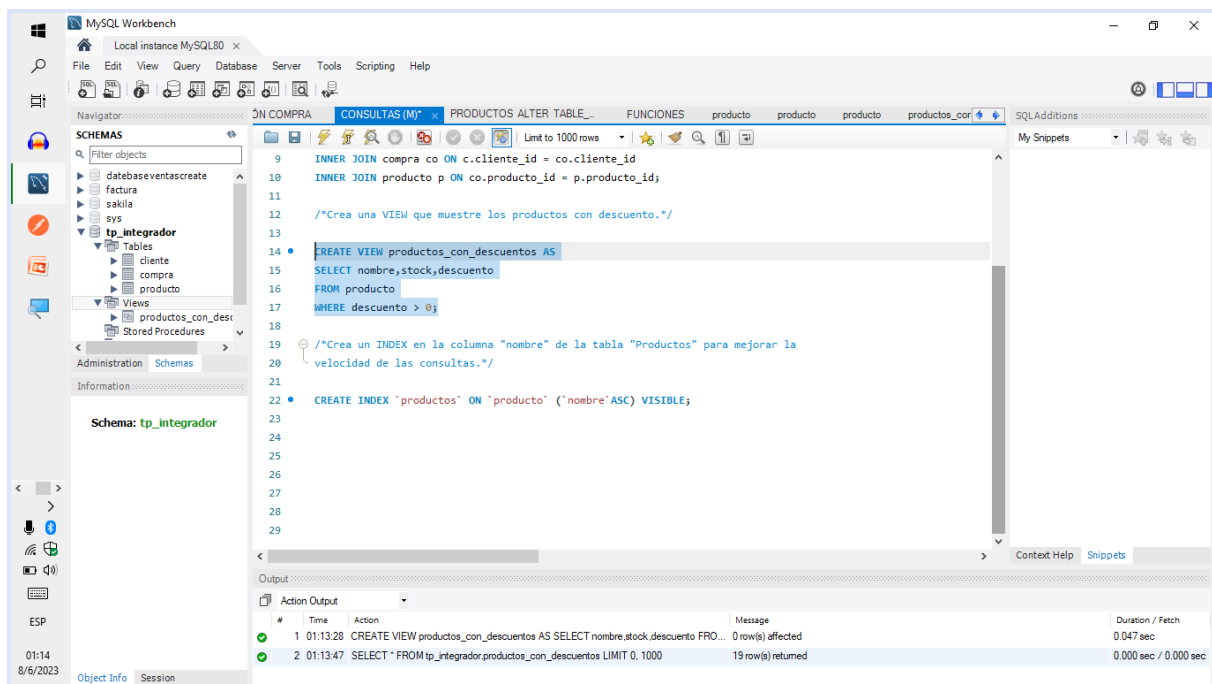 MySQL Workbench
Local instance MySQL80
File Edit View Query Database Server Tools Scripting Help
Navigator
SCHEMAS
Filter objects
datebaseventascreate
factura
sakila
sys
tp_integrador
Tables
cliente
compra
producto
Views
productos_con_desc
Stored Procedures
Administration Schemas
Information
Schema: tp_integrador
Object Info Session
ÓN COMPRA CONSULTAS (M)* PRODUCTOS ALTER TABLE_... FUNCIONES producto producto producto productos_cor
Limit to 1000 rows
9 INNER JOIN compra co ON c.cliente_id = co.cliente_id
10 INNER JOIN producto p ON co.producto_id = p.producto_id;
11
12 /*Crea una VIEW que muestre los productos con descuento.*/
13
14 CREATE VIEW productos_con_descuentos AS
15 SELECT nombre,stock,descuento
16 FROM producto
17 WHERE descuento > 0;
18
19 /*Crea un INDEX en la columna "nombre" de la tabla "Productos" para mejorar la
20 velocidad de las consultas.*/
21
22 CREATE INDEX `productos` ON `producto` (`nombre`ASC) VISIBLE;
23
24
25
26
27
28
29
SQLAdditions
My Snippets
Context Help Snippets
Output
Action Output
# Time Action Message Duration / Fetch
1 01:13:28 CREATE VIEW productos_con_descuentos AS SELECT nombre,stock,descuento FRO... 0 row(s) affected 0.047 sec
2 01:13:47 SELECT * FROM tp_integrador.productos_con_descuentos LIMIT 0, 1000 19 row(s) returned 0.000 sec / 0.000 sec
ESP
01:14
8/6/2023